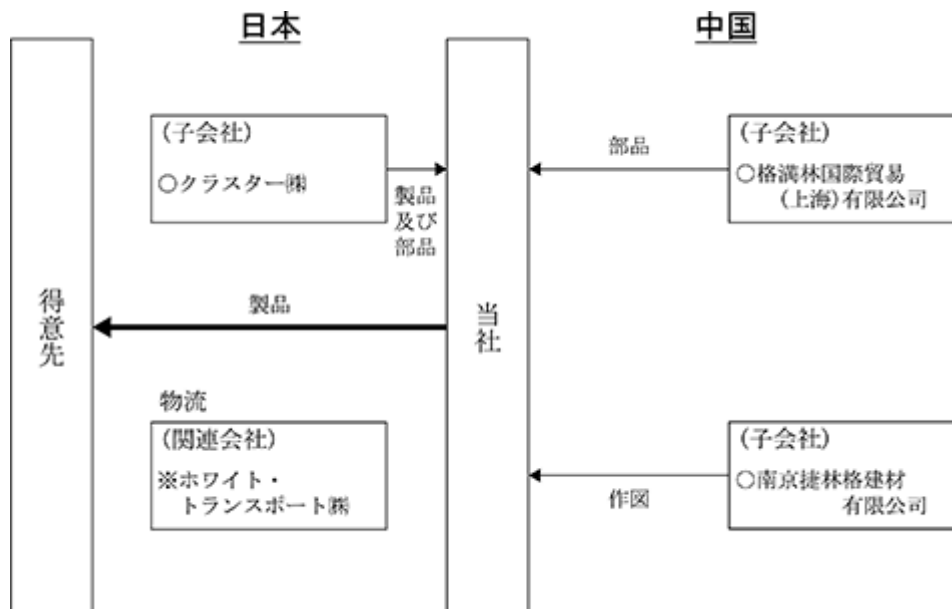 日本
中国
(子会社)
○クラスター㈱
製品
及び
部品
部品
(子会社)
○格満林国際貿易
(上海)有限公司
得意先
製品
当社
物流
(関連会社)
※ホワイト・
トランスポート㈱
作図
(子会社)
○南京捷林格建材
有限公司